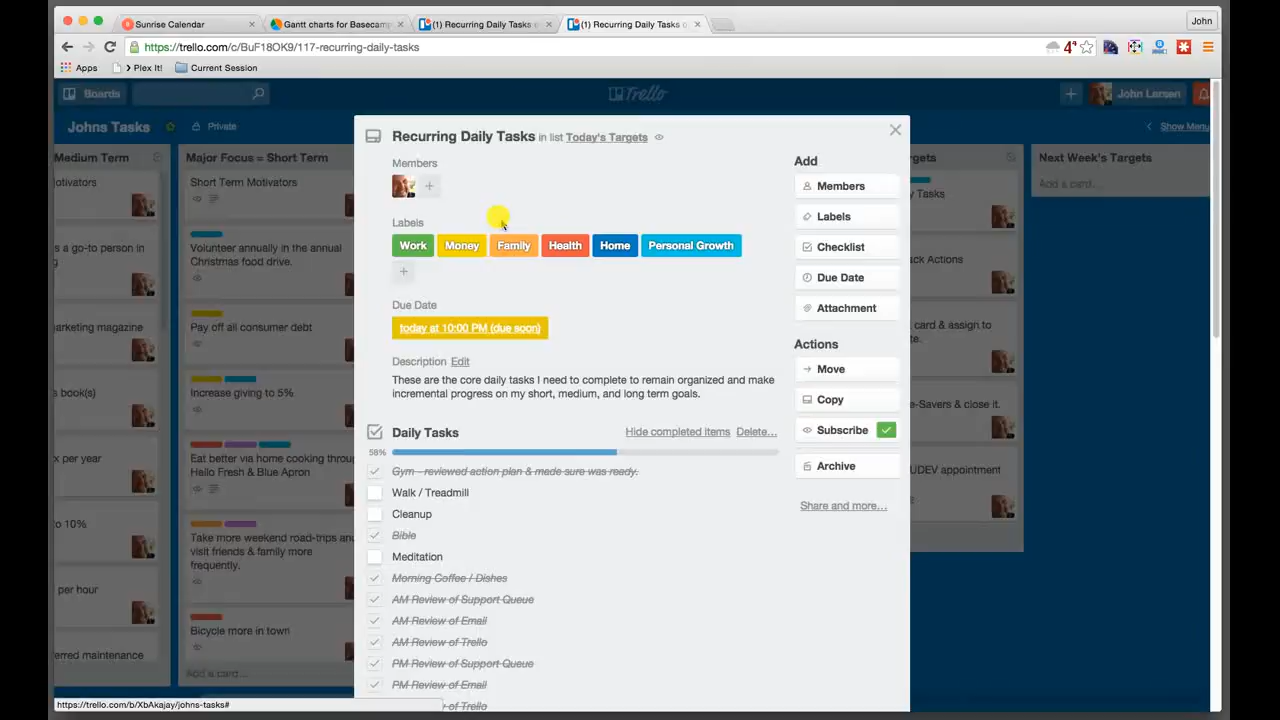 Sunrise Calendar
Gantt charts for Basecamp
(1) Recurring Daily Tasks
(1) Recurring Daily Tasks
John
https://trello.com/c/BuF18OK9/117-recurring-daily-tasks
4°
Apps
> Plex It!
Current Session
Boards
Trello
John Larsen
Johns Tasks
Private
Show Menu
Medium Term
Major Focus = Short Term
Next Week's Targets
Add a card…
Short Term Motivators
Volunteer annually in the annual
Christmas food drive.
Pay off all consumer debt
Increase giving to 5%
Eat better via home cooking through
Hello Fresh & Blue Apron
Take more weekend road-trips and
visit friends & family more
frequently.
Bicycle more in town
Add a card…
s a go-to person in
arketing magazine
book(s)
x per year
o 10%
per hour
erred maintenance
Recurring Daily Tasks in list Today's Targets
Members
+
Labels
Work Money Family Health Home Personal Growth
+
Due Date
today at 10:00 PM (due soon)
Description Edit
These are the core daily tasks I need to complete to remain organized and make
incremental progress on my short, medium, and long term goals.
Daily Tasks
Hide completed items Delete…
58%
Gym - reviewed action plan & made sure was ready.
Walk / Treadmill
Cleanup
Bible
Meditation
Morning Coffee / Dishes
AM Review of Support Queue
AM Review of Email
AM Review of Trello
PM Review of Support Queue
PM Review of Email
Add
Members
Labels
Checklist
Due Date
Attachment
Actions
Move
Copy
Subscribe
Archive
Share and more…
y Tasks
ck Actions
card & assign to
e-Savers & close it.
UDEV appointment
https://trello.com/b/XbAkajay/johns-tasks#